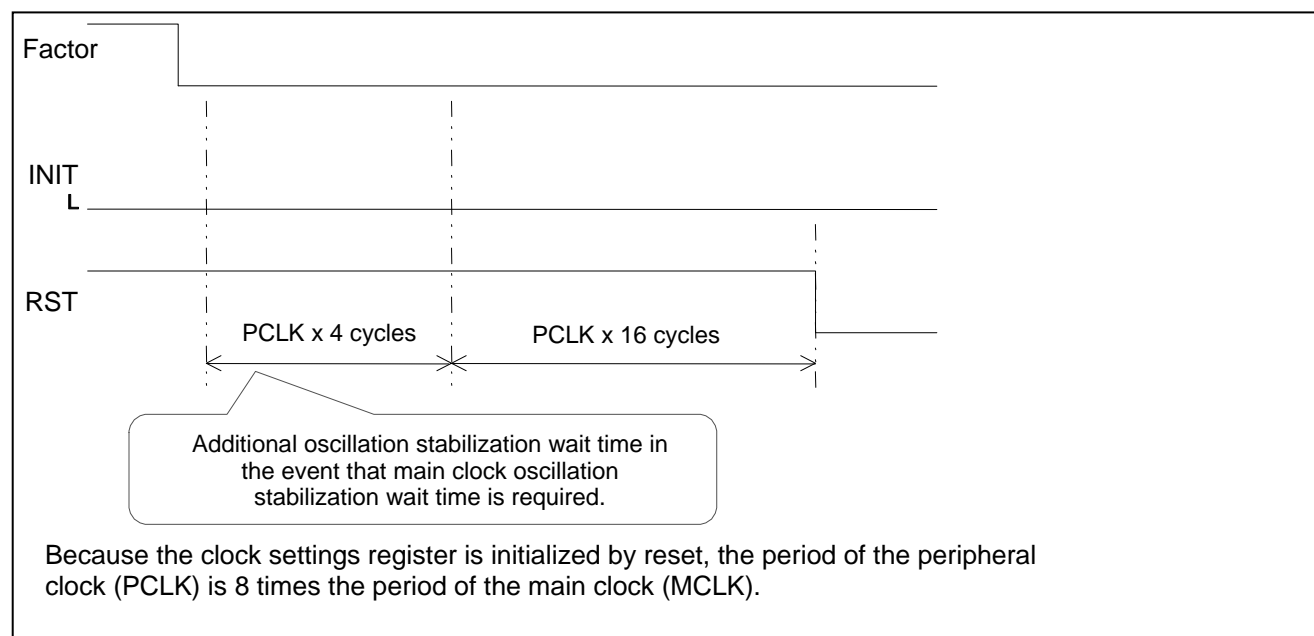 Factor
INIT
L
RST
PCLK x 4 cycles
PCLK x 16 cycles
Additional oscillation stabilization wait time in
the event that main clock oscillation
stabilization wait time is required.
Because the clock settings register is initialized by reset, the period of the peripheral
clock (PCLK) is 8 times the period of the main clock (MCLK).